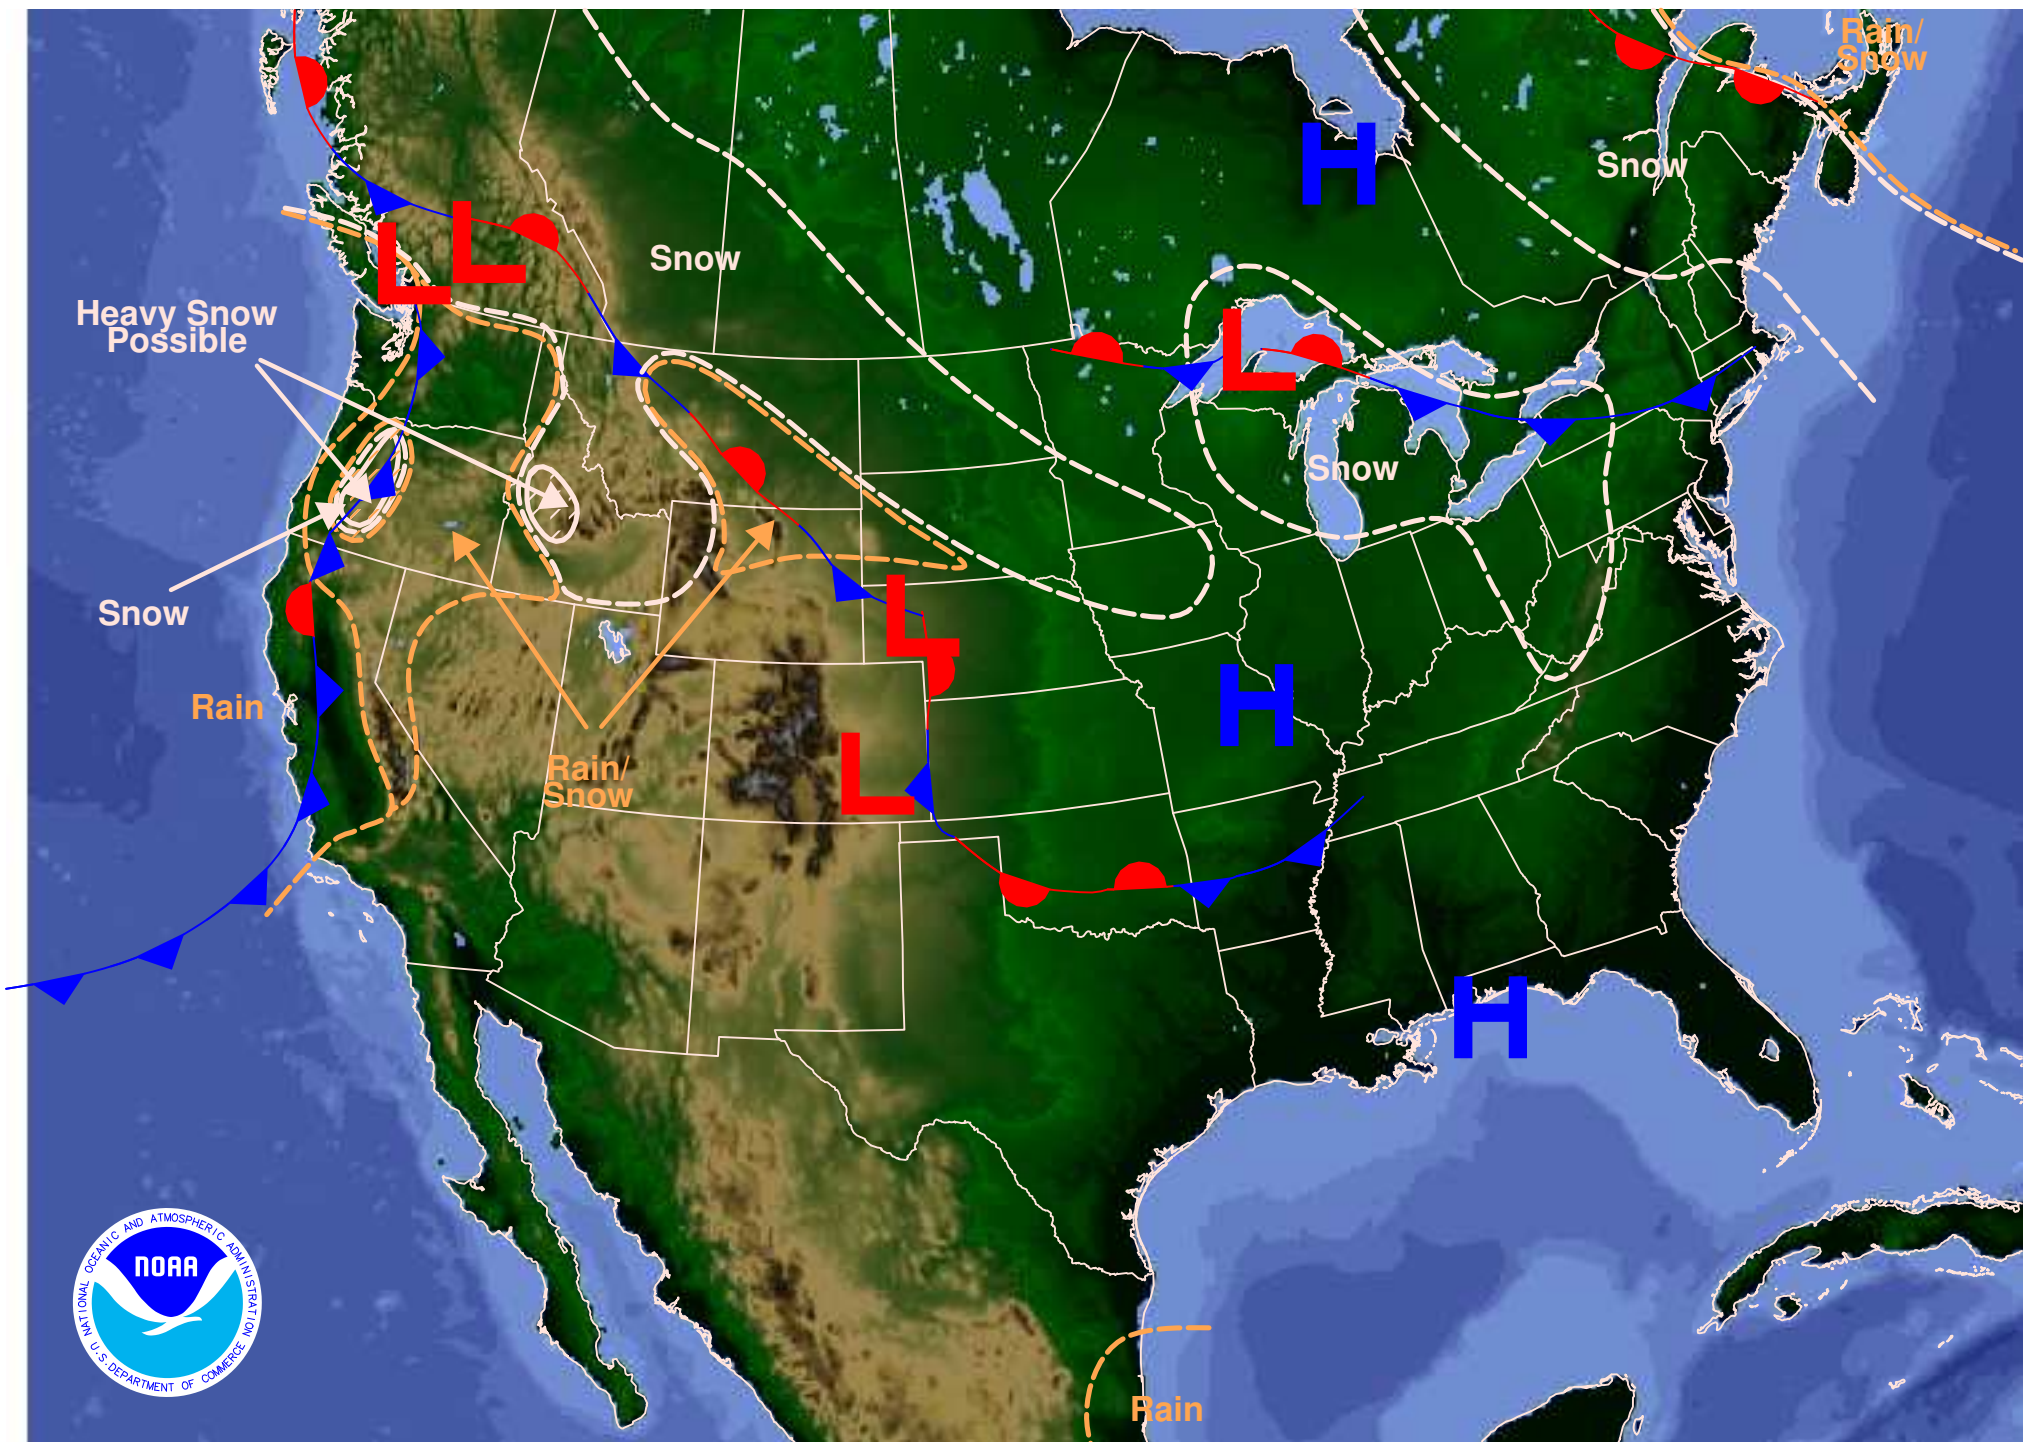 Rain/
Snow
Snow
Snow
Heavy Snow
Possible
L
L
H
L
Snow
Snow
L
H
Rain
Rain/
Snow
L
H
NATIONAL OCEANIC AND ATMOSPHERIC ADMINISTRATION
NOAA
U.S. DEPARTMENT OF COMMERCE
Rain